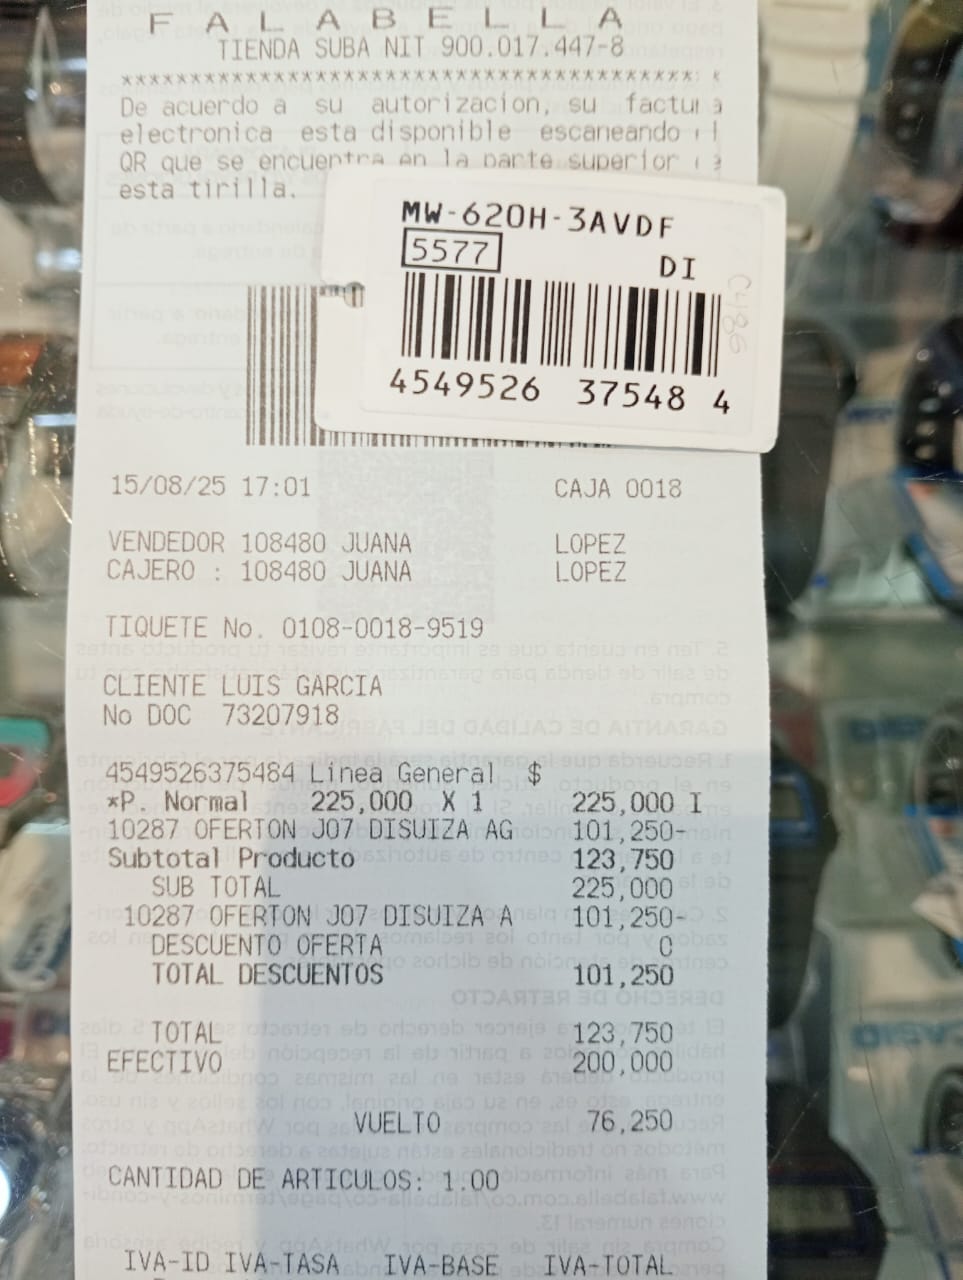 FALABELLA
TIENDA SUBA NIT 900.017.447-8
De acuerdo a su autorizacion, su factura
electronica esta disponible escaneando
QR que se encuentra en la parte superior
esta tirilla.
MW-620H-3AVDF
5577
DI
4549526 37548 4
15/08/25 17:01 CAJA 0018
VENDEDOR 108480 JUANA LOPEZ
CAJERO : 108480 JUANA LOPEZ
TIQUETE No. 0108-0018-9519
CLIENTE LUIS GARCIA
No DOC 73207918
4549526375484 Linea General $
*P. Normal 225,000 X 1 225,000 I
10287 OFERTON J07 DISUIZA AG 101,250-
Subtotal Producto 123,750
SUB TOTAL 225,000
10287 OFERTON J07 DISUIZA A 101,250-
DESCUENTO OFERTA 0
TOTAL DESCUENTOS 101,250
TOTAL 123,750
EFECTIVO 200,000
VUELTO 76,250
CANTIDAD DE ARTICULOS: 1.00
IVA-ID IVA-TASA IVA-BASE IVA-TOTAL